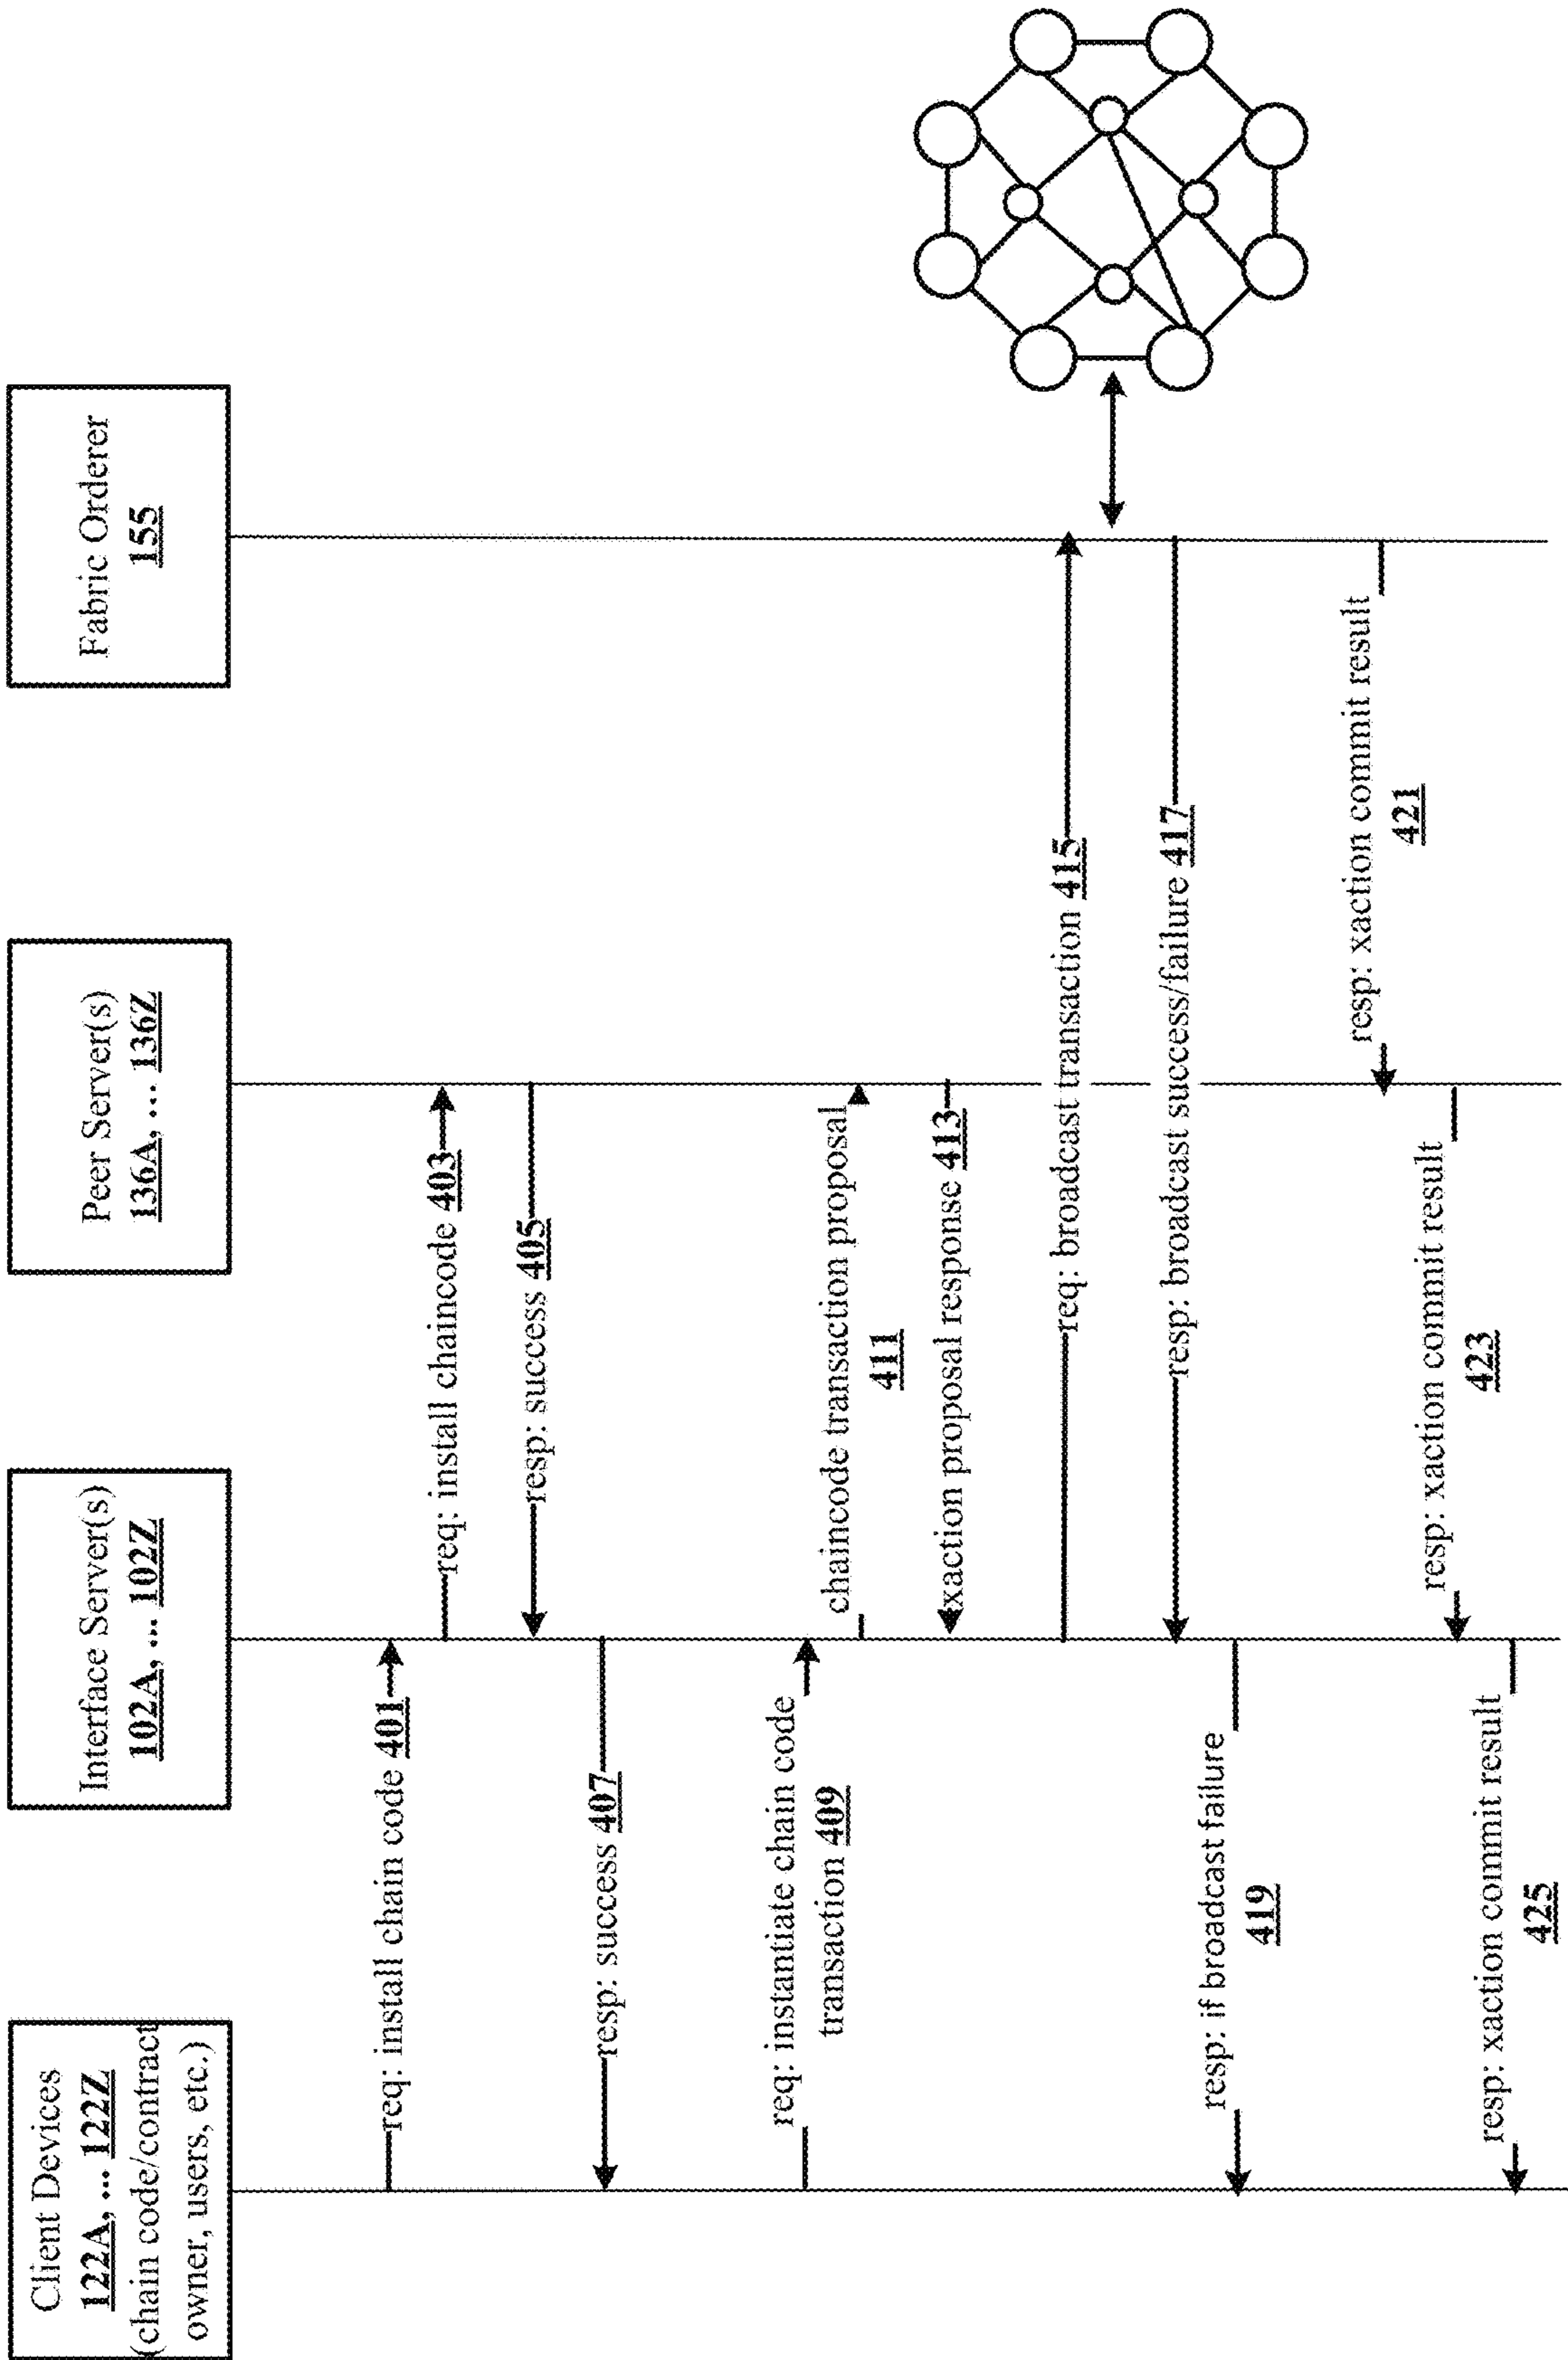 Client Devices
122A, ... 122Z
(chain code/contract
owner, users, etc.)
Interface Server(s)
102A, ... 102Z
Peer Server(s)
136A, ... 136Z
Fabric Orderer
155
req: install chain code 401
req: install chaincode 403
resp: success 405
resp: success 407
req: instantiate chain code
transaction 409
chaincode transaction proposal
411
xaction proposal response 413
req: broadcast transaction 415
resp: broadcast success/failure 417
resp: if broadcast failure
419
resp: xaction commit result
421
resp: xaction commit result
423
resp: xaction commit result
425